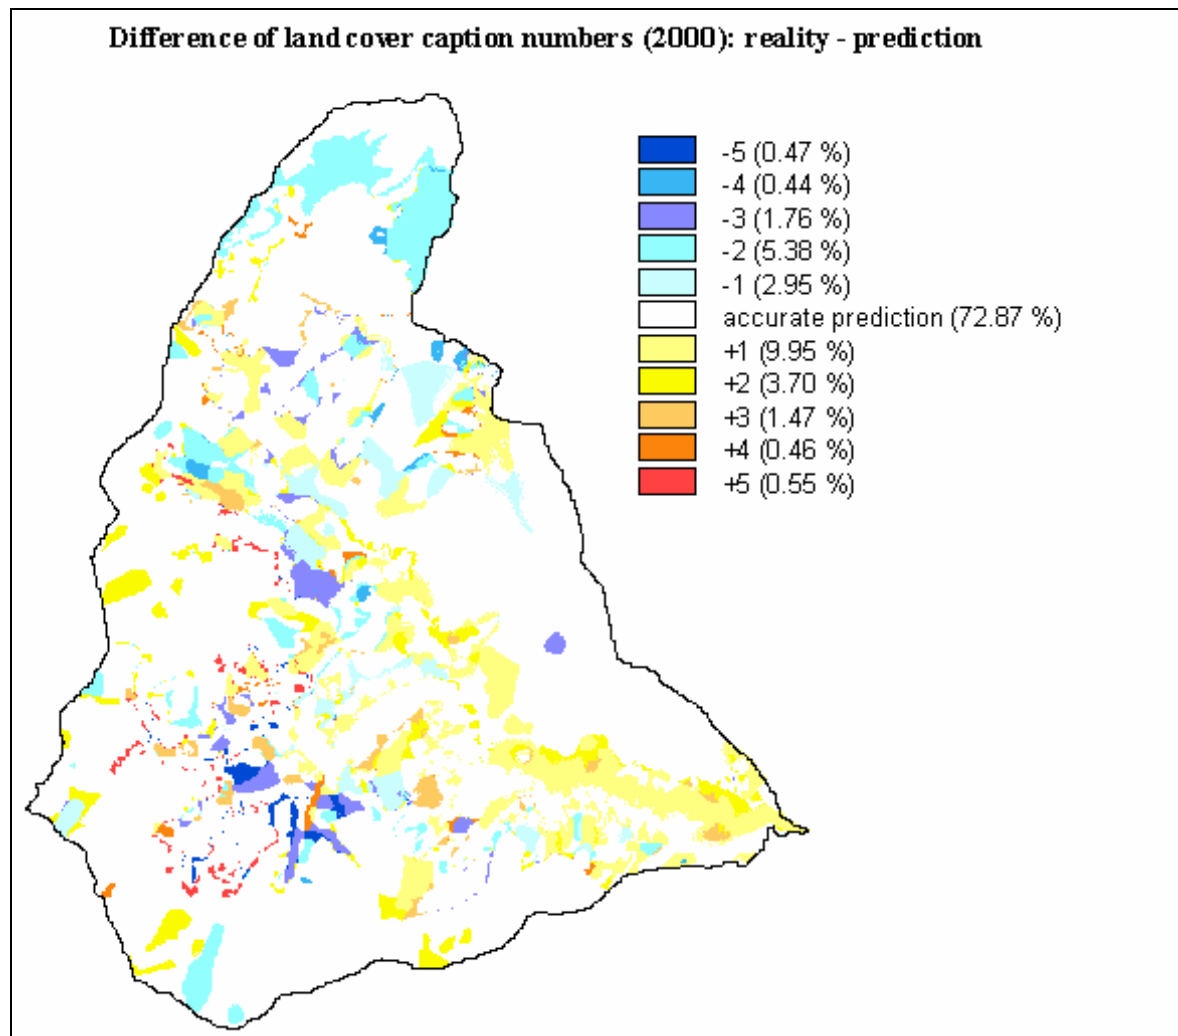 Difference of land cover caption numbers (2000): reality - prediction
-5 (0.47 %)
-4 (0.44 %)
-3 (1.76 %)
-2 (5.38 %)
-1 (2.95 %)
accurate prediction (72.87 %)
+1 (9.95 %)
+2 (3.70 %)
+3 (1.47 %)
+4 (0.46 %)
+5 (0.55 %)